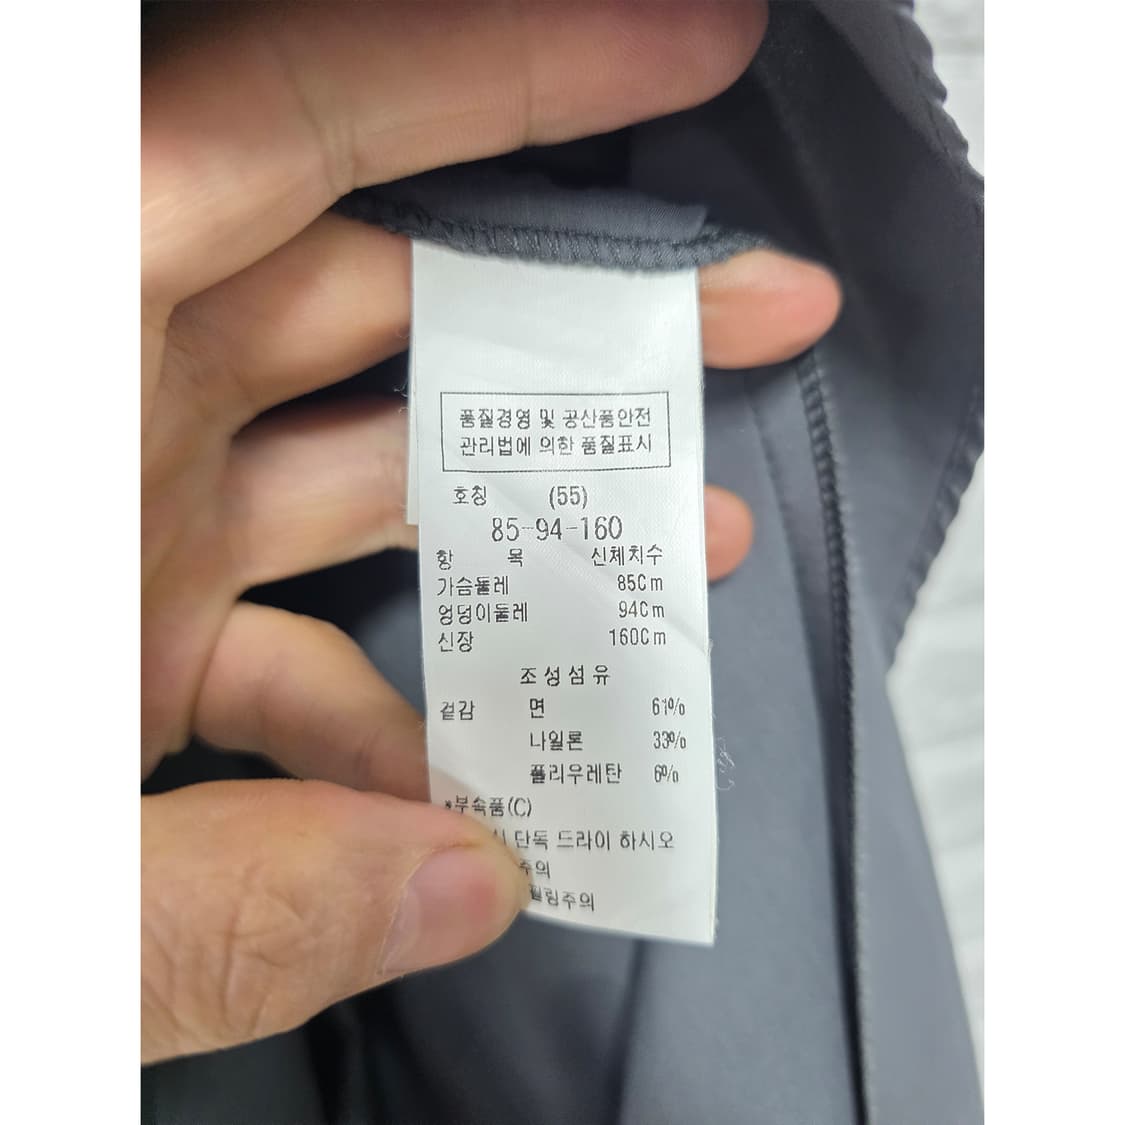 품질경영 및 공산품안전
관리법에 의한 품질표시
호칭 (55)
85-94-160
항 목 신체치수
가슴둘레 85Cm
엉덩이둘레 94Cm
신장 160Cm
조성섬유
겉감 면 61%
나일론 33%
폴리우레탄 6%
*부속품(C)
단독 드라이 하시오
주의
필링주의